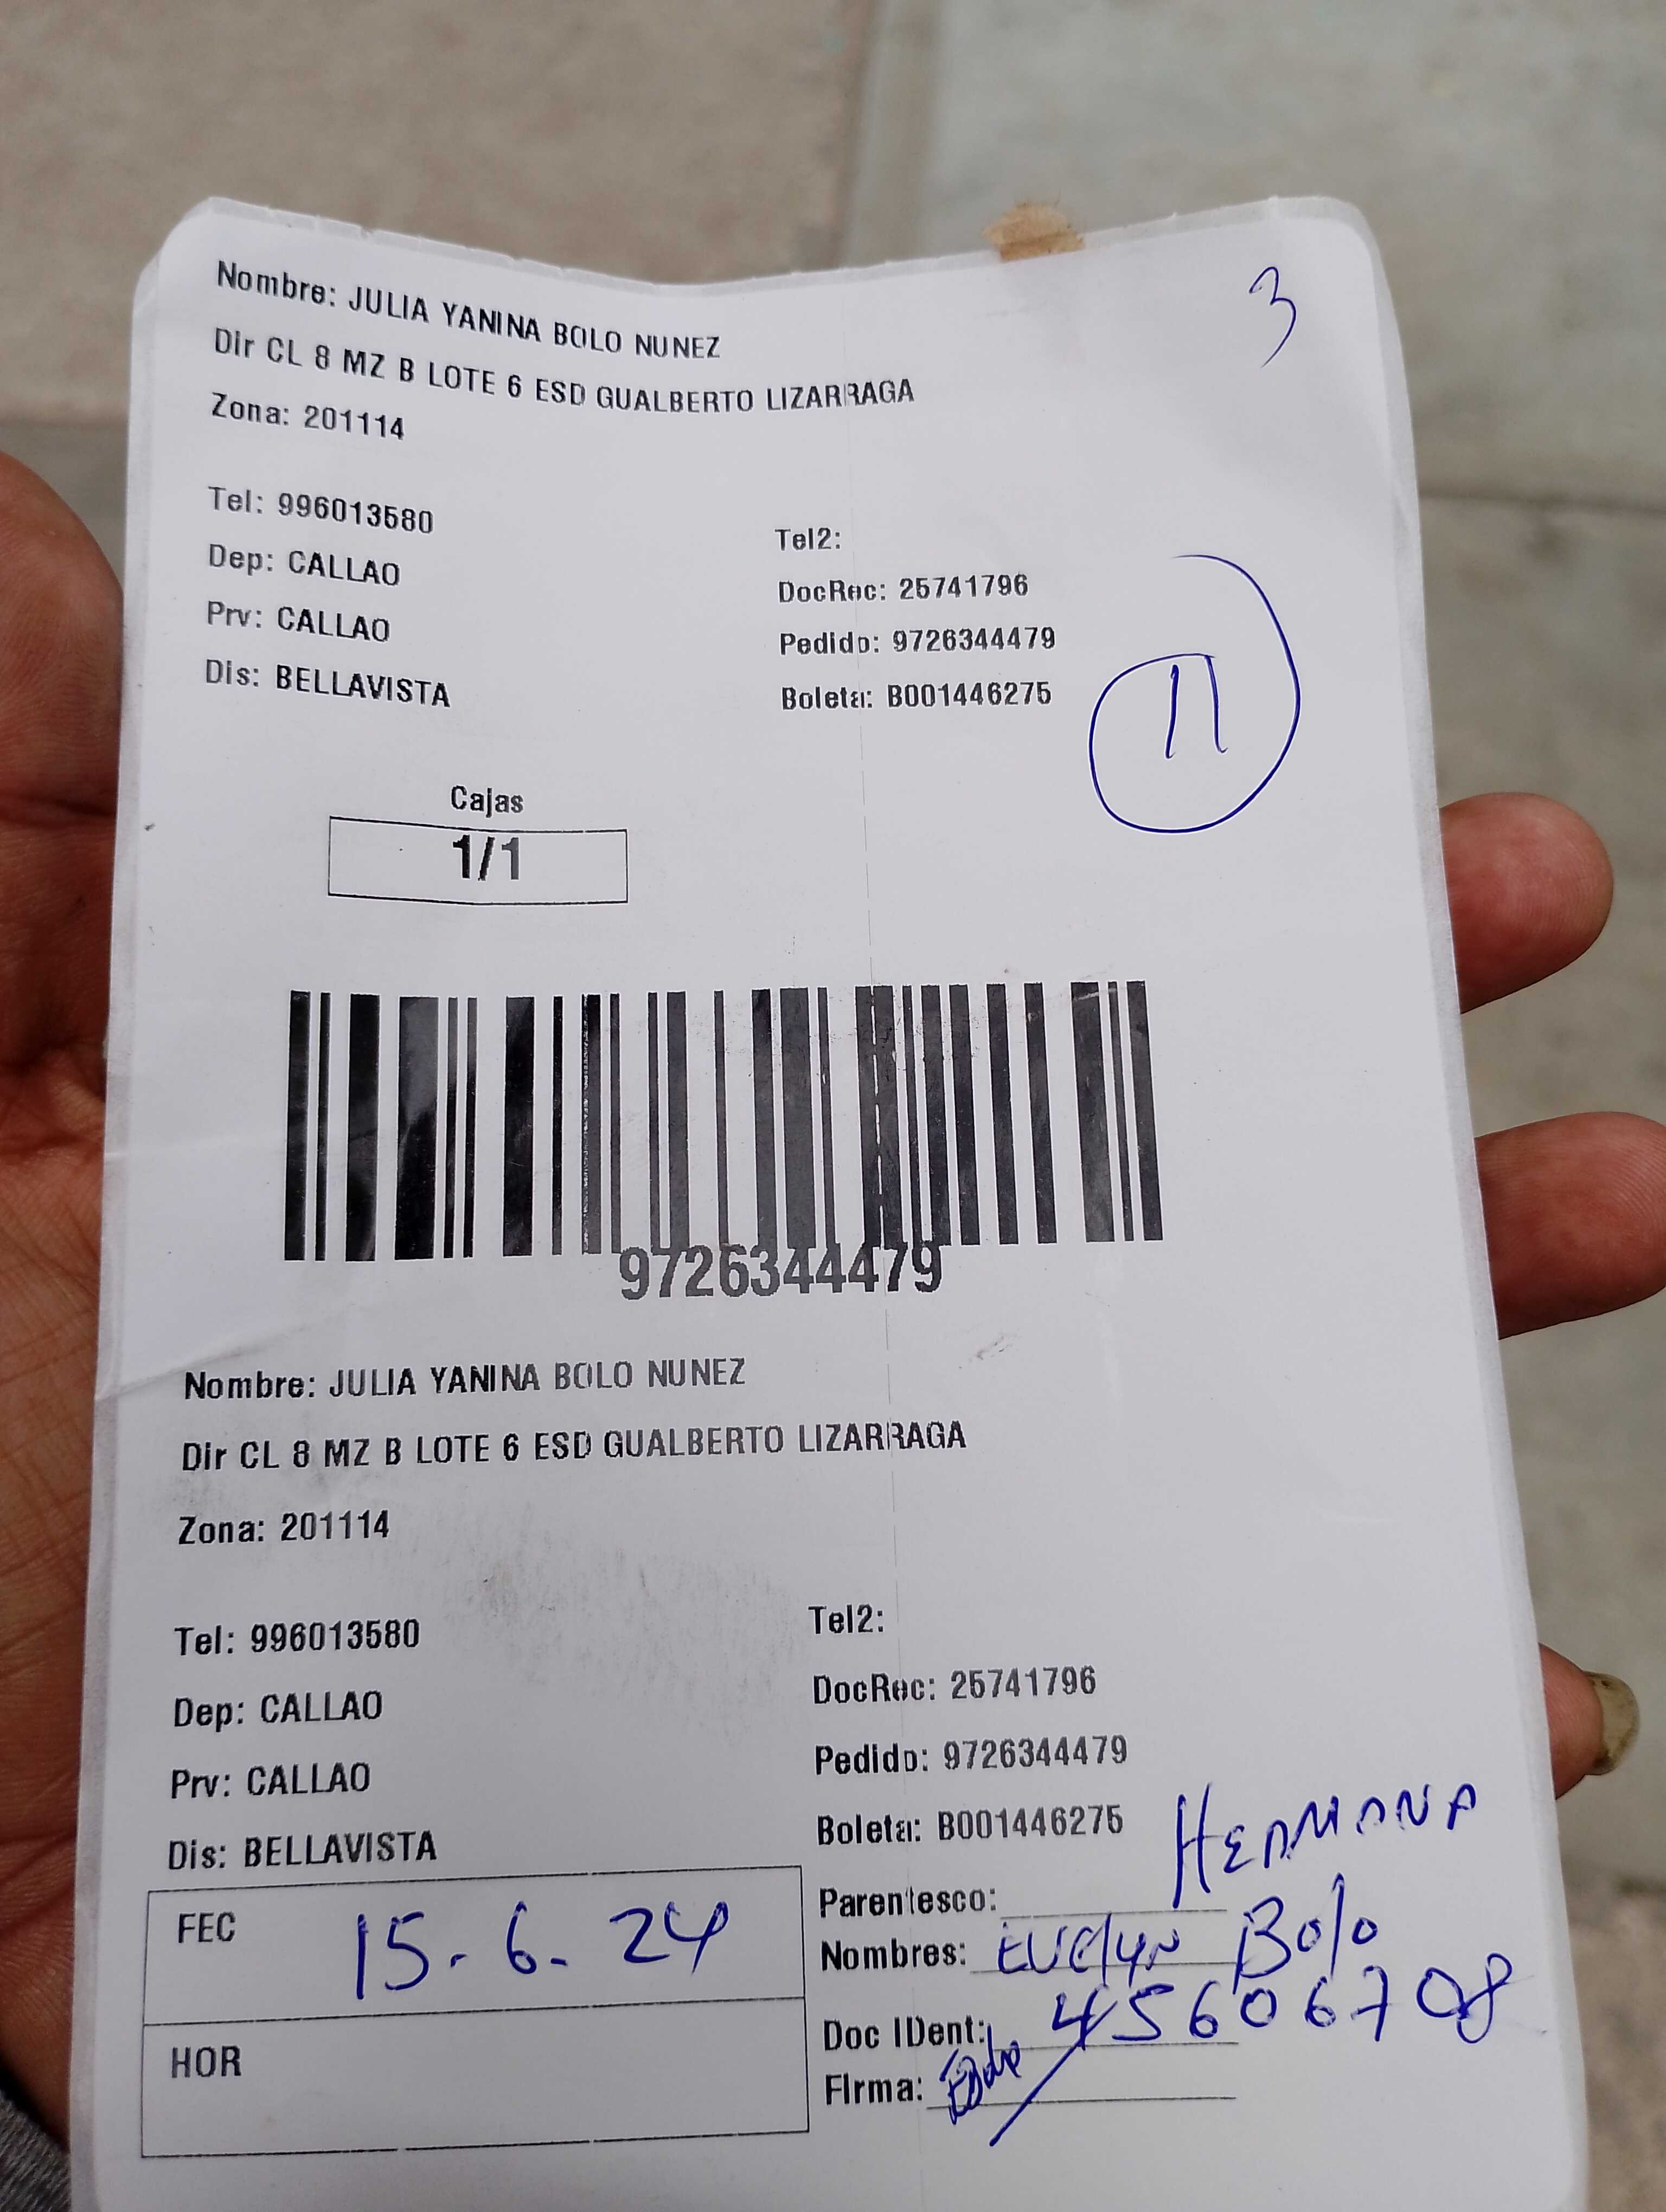 3
Nombre: JULIA YANINA BOLO NUNEZ
Dir CL 8 MZ B LOTE 6 ESD GUALBERTO LIZARRAGA
Zona: 201114
Tel: 996013580
Tel2:
Dep: CALLAO
DocRec: 25741796
Prv: CALLAO
Pedido: 9726344479
Dis: BELLAVISTA
Boleta: B001446275
11
Cajas
1/1
9726344479
Nombre: JULIA YANINA BOLO NUNEZ
Dir CL 8 MZ B LOTE 6 ESD GUALBERTO LIZARRAGA
Zona: 201114
Tel: 996013580
Tel2:
Dep: CALLAO
DocRec: 25741796
Prv: CALLAO
Pedido: 9726344479
Dis: BELLAVISTA
Boleta: B001446275
FEC 15-6-24
Parentesco: HERMANA
Nombres: Evelyn Bolo
HOR
Doc IDent: 45606708
Firma: